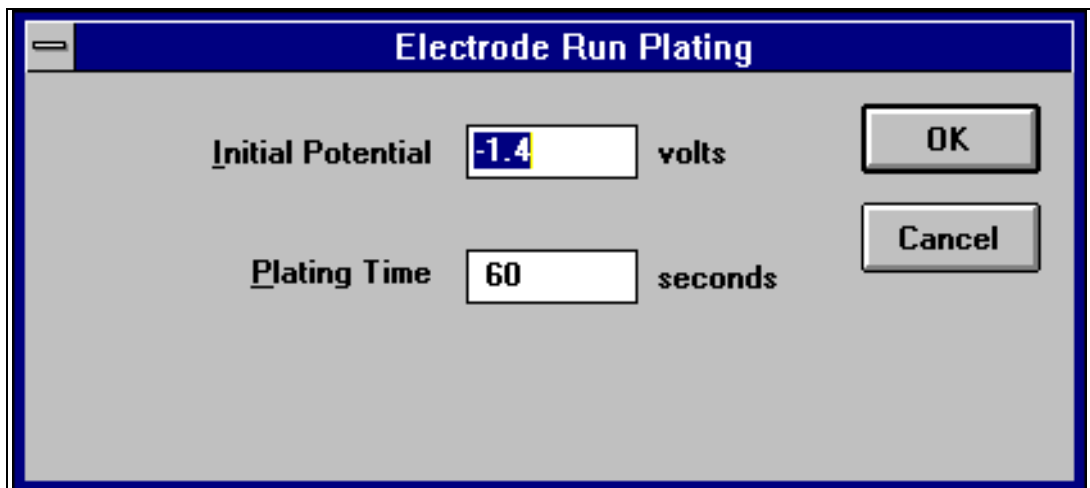 Electrode Run Plating
Initial Potential -1.4 volts
OK
Cancel
Plating Time 60 seconds